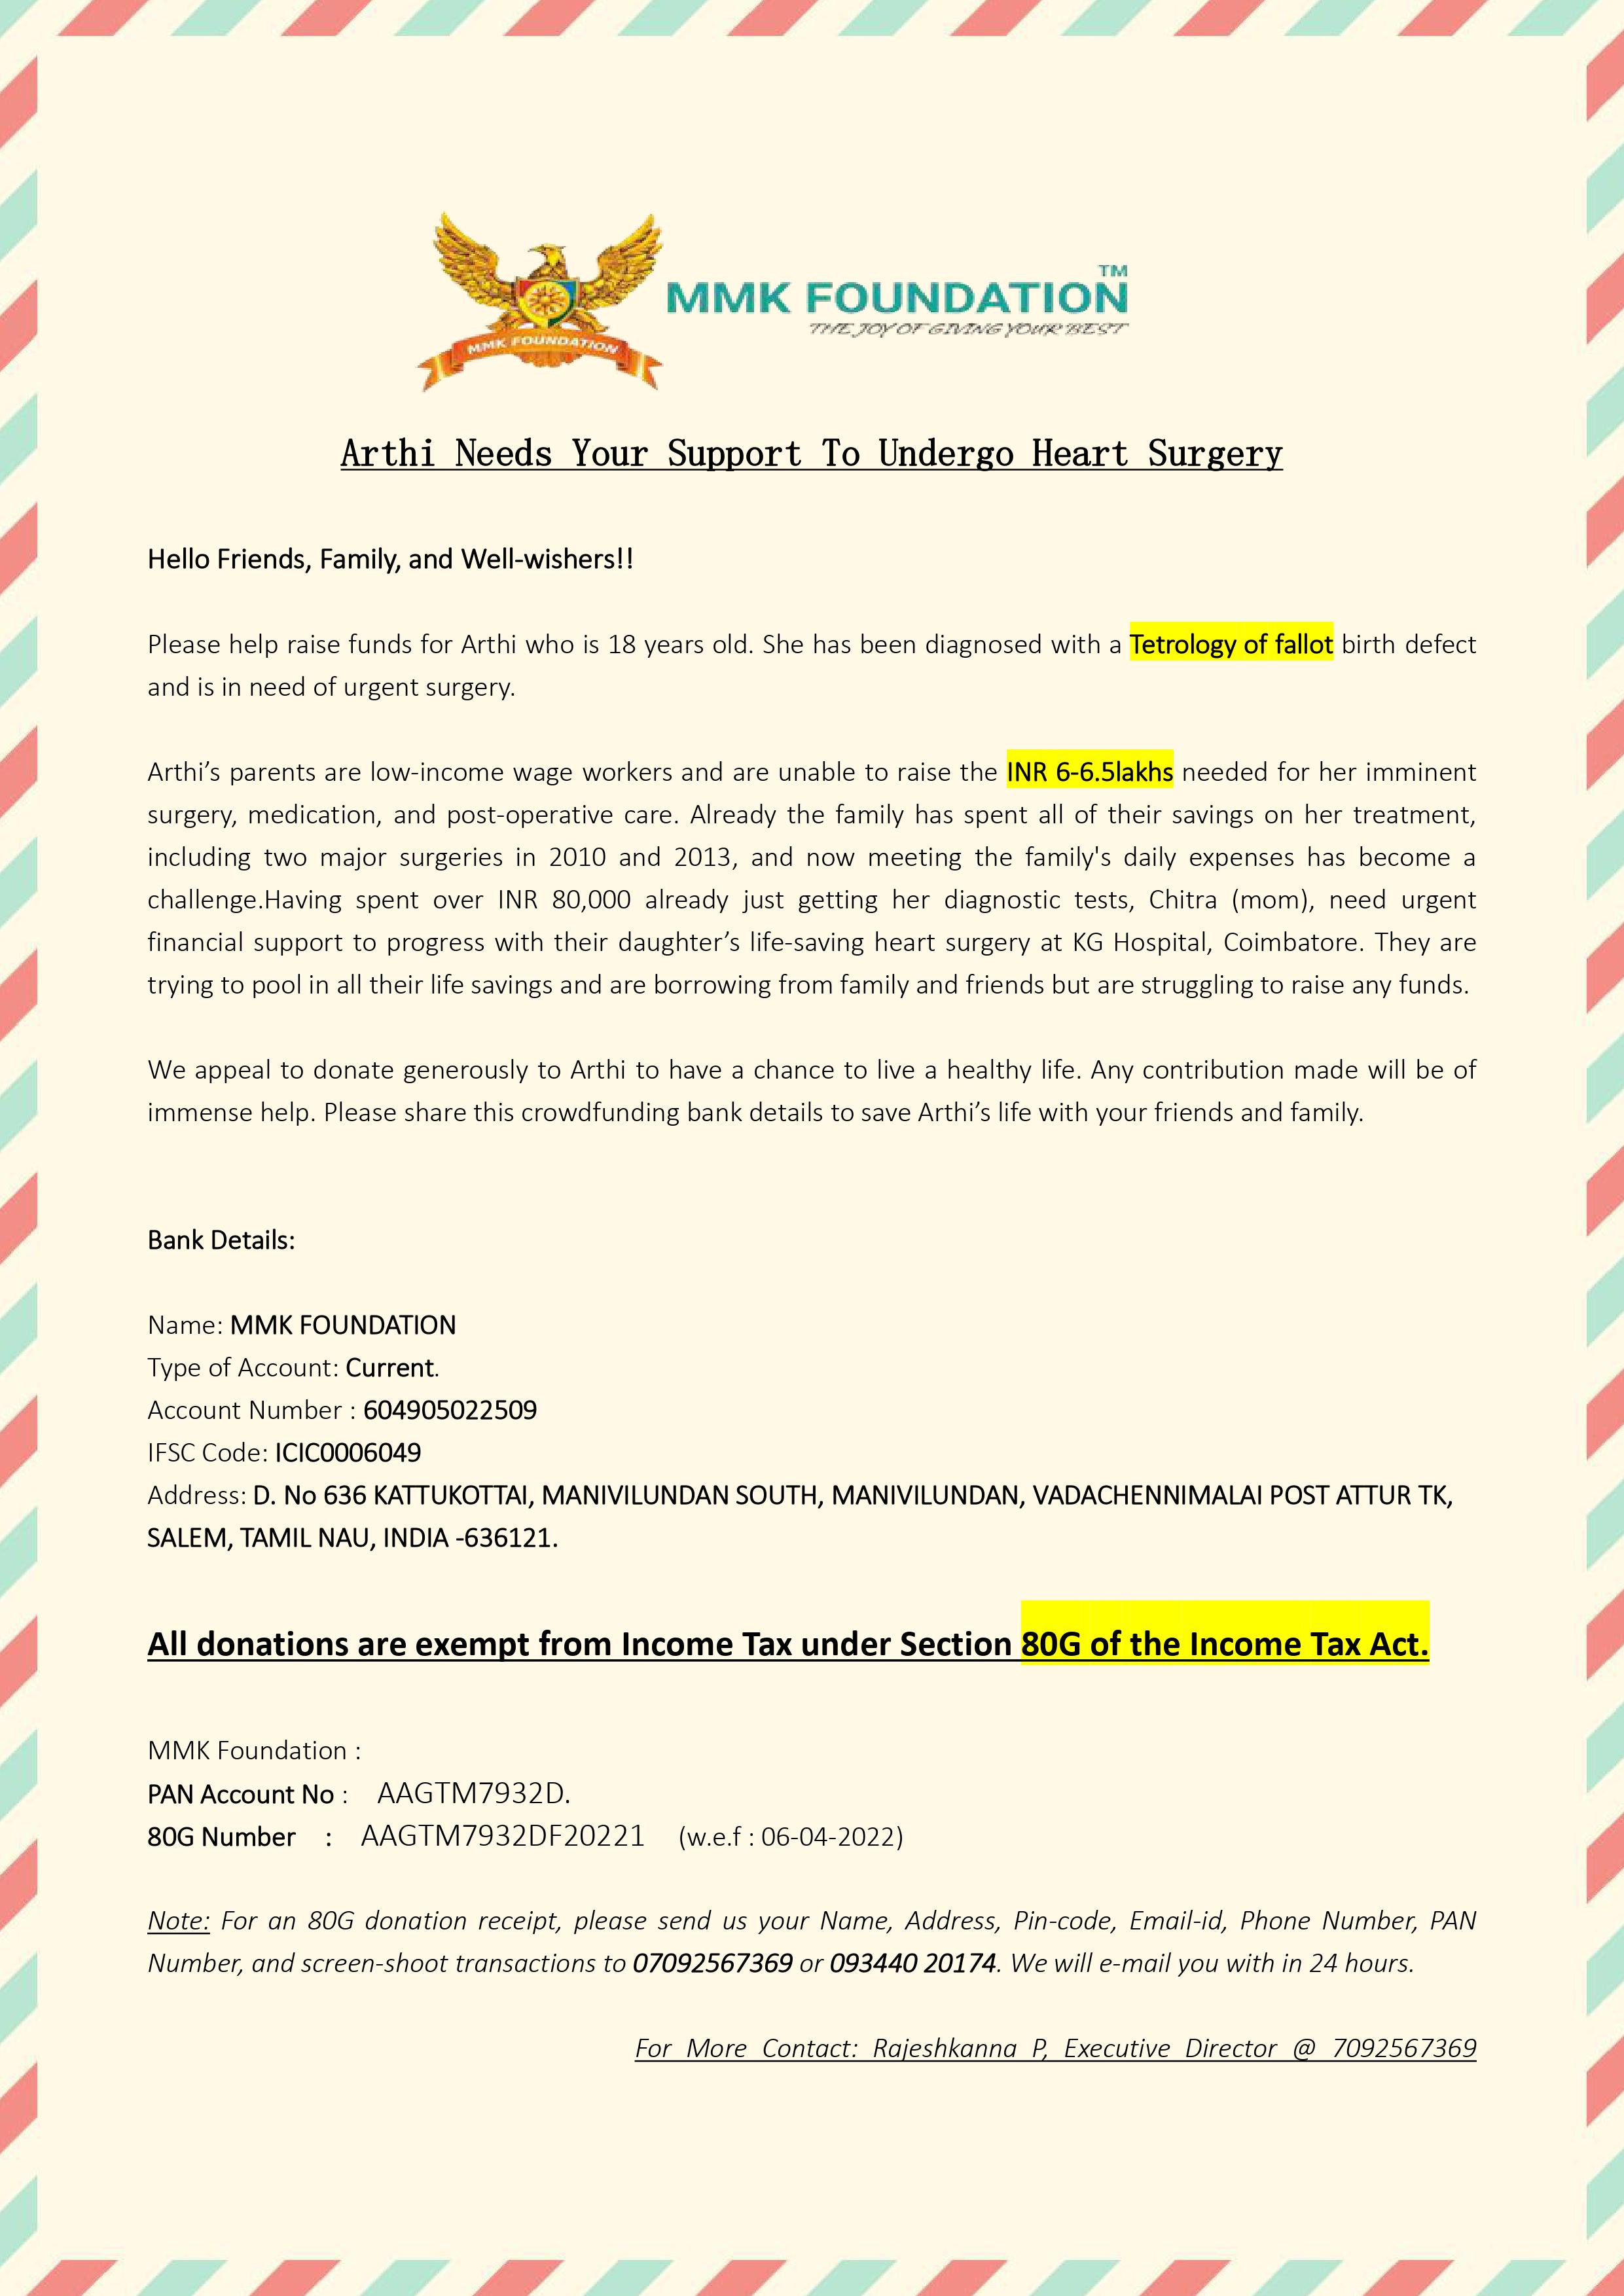 MMK FOUNDATION
TM
MMK FOUNDATION
THE JOY OF GIVING YOUR BEST
Arthi Needs Your Support To Undergo Heart Surgery
Hello Friends, Family, and Well-wishers!!
Please help raise funds for Arthi who is 18 years old. She has been diagnosed with a Tetrology of fallot birth defect
and is in need of urgent surgery.
Arthi’s parents are low-income wage workers and are unable to raise the INR 6-6.5lakhs needed for her imminent
surgery, medication, and post-operative care. Already the family has spent all of their savings on her treatment,
including two major surgeries in 2010 and 2013, and now meeting the family's daily expenses has become a
challenge.Having spent over INR 80,000 already just getting her diagnostic tests, Chitra (mom), need urgent
financial support to progress with their daughter’s life-saving heart surgery at KG Hospital, Coimbatore. They are
trying to pool in all their life savings and are borrowing from family and friends but are struggling to raise any funds.
We appeal to donate generously to Arthi to have a chance to live a healthy life. Any contribution made will be of
immense help. Please share this crowdfunding bank details to save Arthi’s life with your friends and family.
Bank Details:
Name: MMK FOUNDATION
Type of Account: Current.
Account Number : 604905022509
IFSC Code: ICIC0006049
Address: D. No 636 KATTUKOTTAI, MANIVILUNDAN SOUTH, MANIVILUNDAN, VADACHENNIMALAI POST ATTUR TK,
SALEM, TAMIL NAU, INDIA -636121.
All donations are exempt from Income Tax under Section 80G of the Income Tax Act.
MMK Foundation :
PAN Account No : AAGTM7932D.
80G Number : AAGTM7932DF20221 (w.e.f : 06-04-2022)
Note: For an 80G donation receipt, please send us your Name, Address, Pin-code, Email-id, Phone Number, PAN
Number, and screen-shoot transactions to 07092567369 or 093440 20174. We will e-mail you with in 24 hours.
For More Contact: Rajeshkanna P, Executive Director @ 7092567369